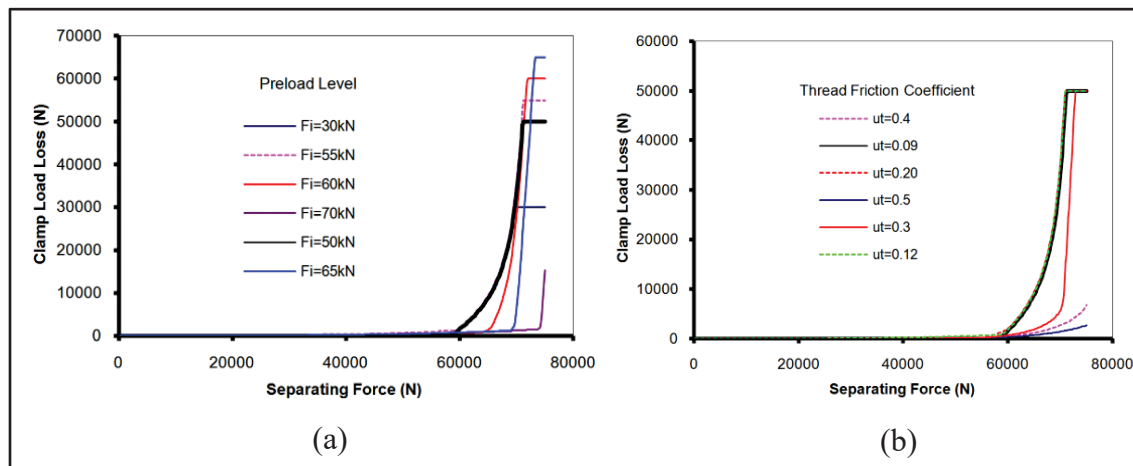 70000
60000
50000
40000
30000
20000
10000
0
Clamp Load Loss (N)
Preload Level
Fi=30kN
Fi=55kN
Fi=60kN
Fi=70kN
Fi=50kN
Fi=65kN
0 20000 40000 60000 80000
Separating Force (N)
(a)
60000
50000
40000
30000
20000
10000
0
Clamp Load Loss (N)
Thread Friction Coefficient
ut=0.4
ut=0.09
ut=0.20
ut=0.5
ut=0.3
ut=0.12
0 20000 40000 60000 80000
Separating Force (N)
(b)